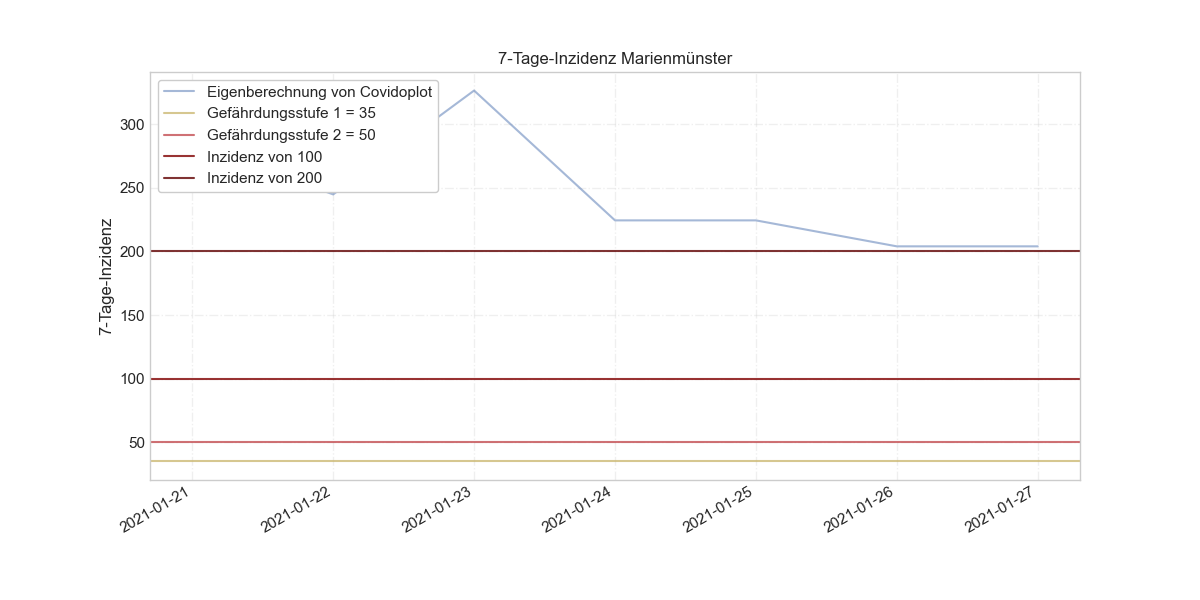 7-Tage-Inzidenz Marienmünster
Eigenberechnung von Covidoplot
Gefährdungsstufe 1 = 35
Gefährdungsstufe 2 = 50
Inzidenz von 100
Inzidenz von 200
7-Tage-Inzidenz
300
250
200
150
100
50
2021-01-21
2021-01-22
2021-01-23
2021-01-24
2021-01-25
2021-01-26
2021-01-27